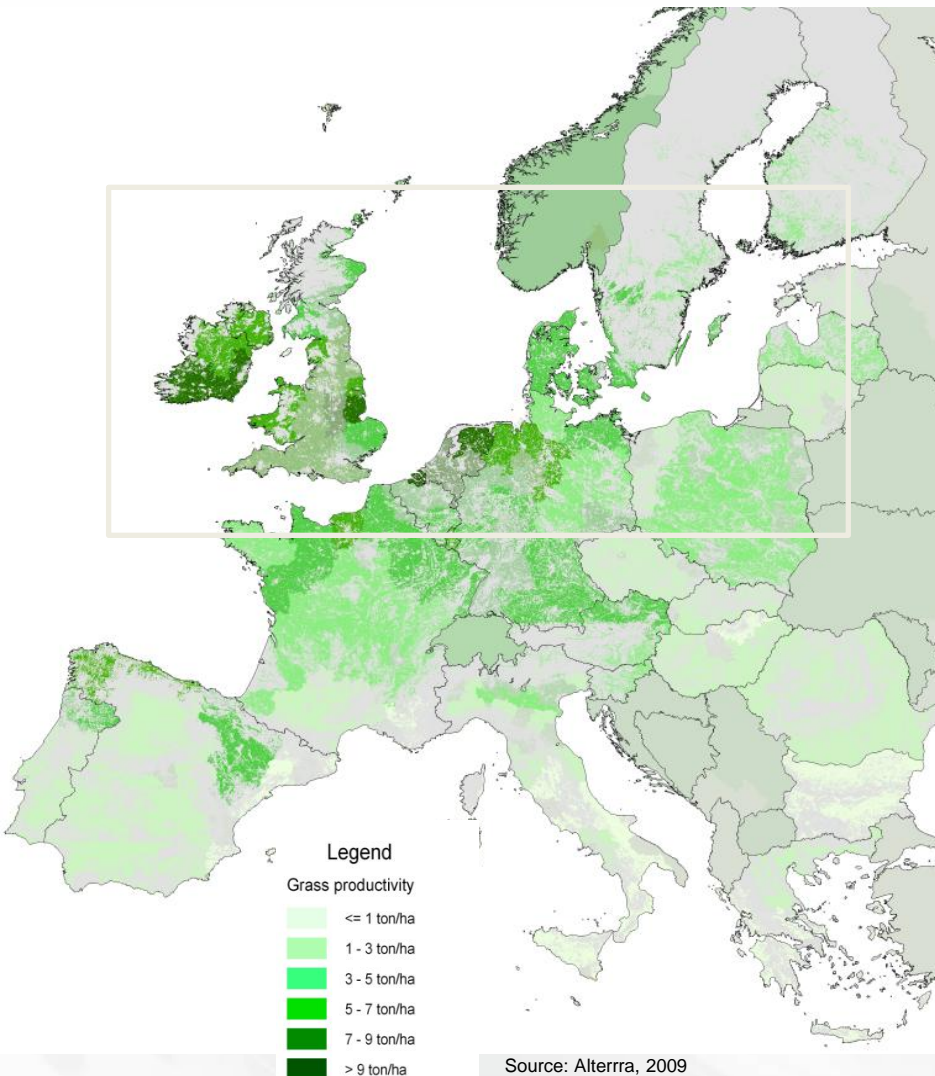 Legend
Grass productivity
<= 1 ton/ha
1 - 3 ton/ha
3 - 5 ton/ha
5 - 7 ton/ha
7 - 9 ton/ha
> 9 ton/ha
Source: Alterrra, 2009